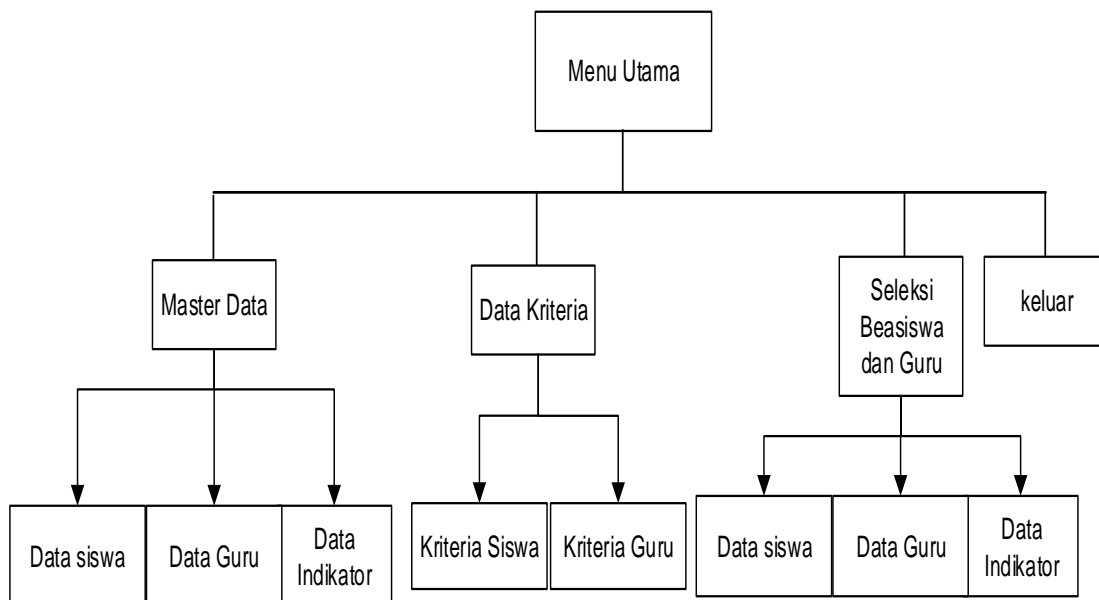 Menu Utama
Master Data
Data Kriteria
Seleksi
Beasiswa
dan Guru
keluar
Data siswa
Data Guru
Data
Indikator
Kriteria Siswa
Kriteria Guru
Data siswa
Data Guru
Data
Indikator